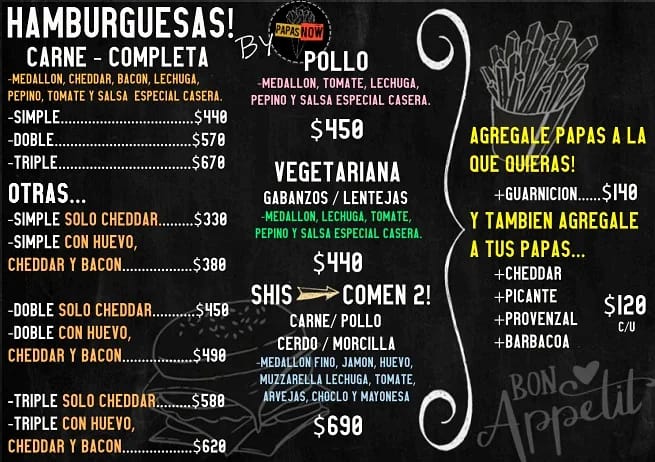 HAMBURGUESAS!
CARNE - COMPLETA
-MEDALLON, CHEDDAR, BACON, LECHUGA,
PEPINO, TOMATE Y SALSA ESPECIAL CASERA.
-SIMPLE.....................$440
-DOBLE......................$570
-TRIPLE.....................$670
OTRAS...
-SIMPLE SOLO CHEDDAR.........$330
-SIMPLE CON HUEVO,
CHEDDAR Y BACON.............$380
-DOBLE SOLO CHEDDAR..........$450
-DOBLE CON HUEVO,
CHEDDAR Y BACON.............$490
-TRIPLE SOLO CHEDDAR.........$580
-TRIPLE CON HUEVO,
CHEDDAR Y BACON.............$620
BY
PAPAS NOW
POLLO
-MEDALLON, TOMATE, LECHUGA,
PEPINO Y SALSA ESPECIAL CASERA.
$450
VEGETARIANA
GABANZOS / LENTEJAS
-MEDALLON, LECHUGA, TOMATE,
PEPINO Y SALSA ESPECIAL CASERA.
$440
SHIS COMEN 2!
CARNE/ POLLO
CERDO / MORCILLA
-MEDALLON FINO, JAMON, HUEVO,
MUZZARELLA LECHUGA, TOMATE,
ARVEJAS, CHOCLO Y MAYONESA
$690
AGREGALE PAPAS A LA
QUE QUIERAS!
+GUARNICION......$140
Y TAMBIEN AGREGALE
A TUS PAPAS...
+CHEDDAR
+PICANTE
+PROVENZAL
+BARBACOA
$120
C/U
BON
Appetit